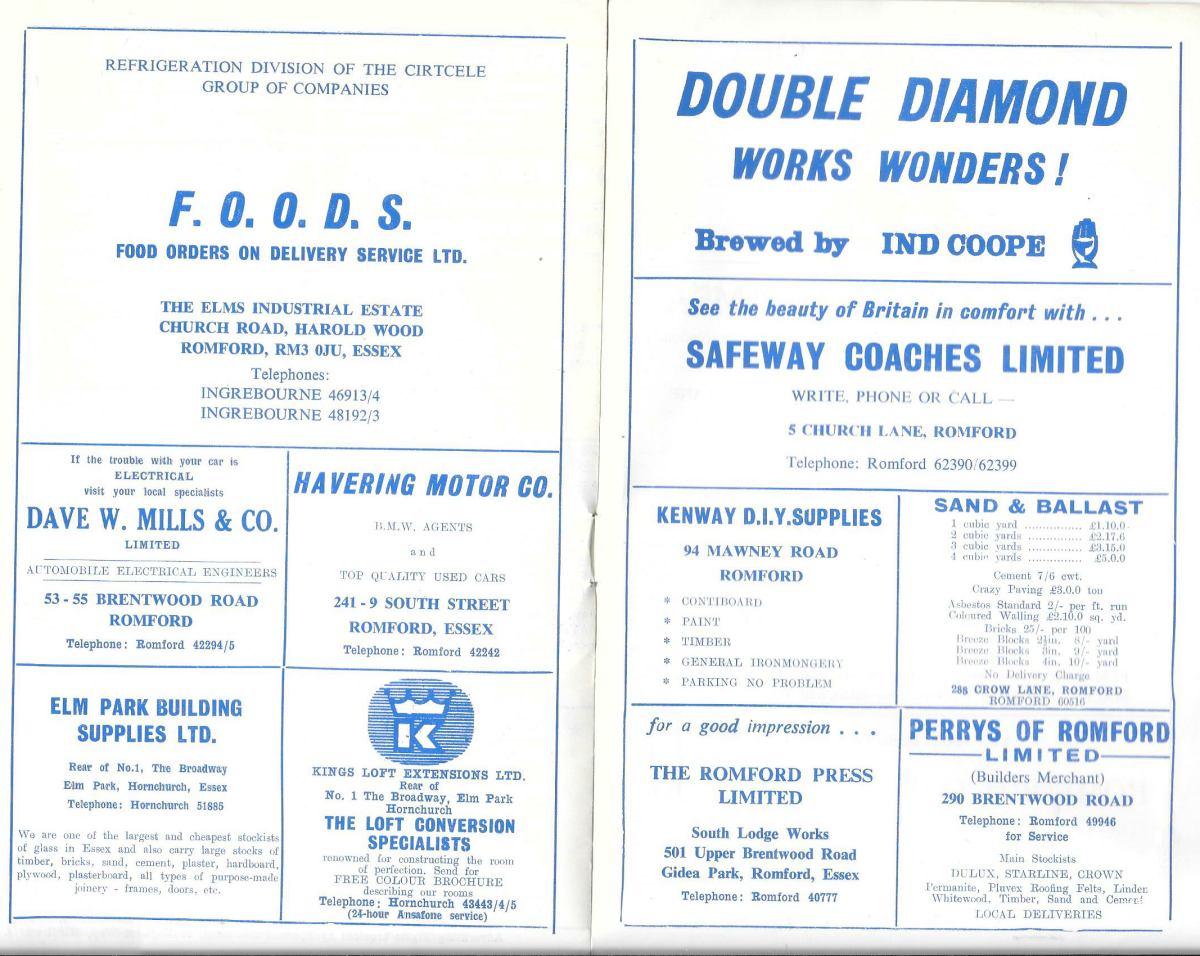 REFRIGERATION DIVISION OF THE CIRTCELE
GROUP OF COMPANIES
F. O. O. D. S.
FOOD ORDERS ON DELIVERY SERVICE LTD.
THE ELMS INDUSTRIAL ESTATE
CHURCH ROAD, HAROLD WOOD
ROMFORD, RM3 0JU, ESSEX
Telephones:
INGREBOURNE 46913/4
INGREBOURNE 48192/3
If the trouble with your car is
ELECTRICAL
visit your local specialists
DAVE W. MILLS & CO.
LIMITED
AUTOMOBILE ELECTRICAL ENGINEERS
53 - 55 BRENTWOOD ROAD
ROMFORD
Telephone: Romford 42294/5
HAVERING MOTOR CO.
B.M.W. AGENTS
and
TOP QUALITY USED CARS
241 - 9 SOUTH STREET
ROMFORD, ESSEX
Telephone: Romford 42242
ELM PARK BUILDING
SUPPLIES LTD.
Rear of No.1, The Broadway
Elm Park, Hornchurch, Essex
Telephone: Hornchurch 51885
We are one of the largest and cheapest stockists
of glass in Essex and also carry large stocks of
timber, bricks, sand, cement, plaster, hardboard,
plywood, plasterboard, all types of purpose-made
joinery - frames, doors, etc.
K
KINGS LOFT EXTENSIONS LTD.
Rear of
No. 1 The Broadway, Elm Park
Hornchurch
THE LOFT CONVERSION
SPECIALISTS
renowned for constructing the room
of perfection. Send for
FREE COLOUR BROCHURE
describing our rooms
Telephone: Hornchurch 43443/4/5
(24-hour Ansafone service)
DOUBLE DIAMOND
WORKS WONDERS !
Brewed by IND COOPE
See the beauty of Britain in comfort with . . .
SAFEWAY COACHES LIMITED
WRITE, PHONE OR CALL —
5 CHURCH LANE, ROMFORD
Telephone: Romford 62390/62399
KENWAY D.I.Y.SUPPLIES
94 MAWNEY ROAD
ROMFORD
* CONTIBOARD
* PAINT
* TIMBER
* GENERAL IRONMONGERY
* PARKING NO PROBLEM
SAND & BALLAST
1 cubic yard ............... £1.10.0
2 cubic yards .............. £2.17.6
3 cubic yards .............. £3.15.0
4 cubic yards .............. £5.0.0
Cement 7/6 cwt.
Crazy Paving £3.0.0 ton
Asbestos Standard 2/- per ft. run
Coloured Walling £2.10.0 sq. yd.
Bricks 25/- per 100
Breeze Blocks 2½in. 8/- yard
Breeze Blocks 3in. 9/- yard
Breeze Blocks 4in. 10/- yard
No Delivery Charge
288 CROW LANE, ROMFORD
ROMFORD 60516
for a good impression . . .
THE ROMFORD PRESS
LIMITED
South Lodge Works
501 Upper Brentwood Road
Gidea Park, Romford, Essex
Telephone: Romford 40777
PERRYS OF ROMFORD
LIMITED
(Builders Merchant)
290 BRENTWOOD ROAD
Telephone: Romford 49946
for Service
Main Stockists
DULUX, STARLINE, CROWN
Permanite, Pluvex Roofing Felts, Linden
Whitewood, Timber, Sand and Cement
LOCAL DELIVERIES